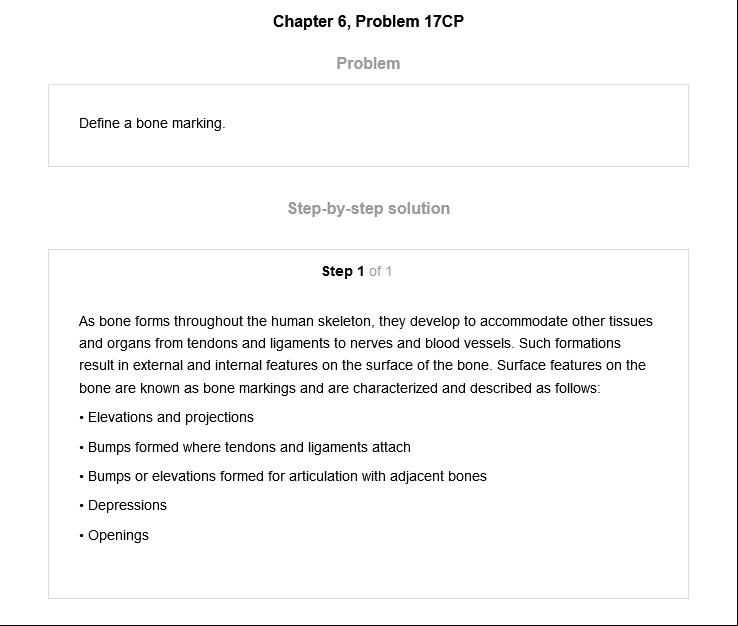 Chapter 6, Problem 17CP
Problem
Define a bone marking.
Step-by-step solution
Step 1 of 1
As bone forms throughout the human skeleton, they develop to accommodate other tissues
and organs from tendons and ligaments to nerves and blood vessels. Such formations
result in external and internal features on the surface of the bone. Surface features on the
bone are known as bone markings and are characterized and described as follows:
• Elevations and projections
• Bumps formed where tendons and ligaments attach
• Bumps or elevations formed for articulation with adjacent bones
• Depressions
• Openings